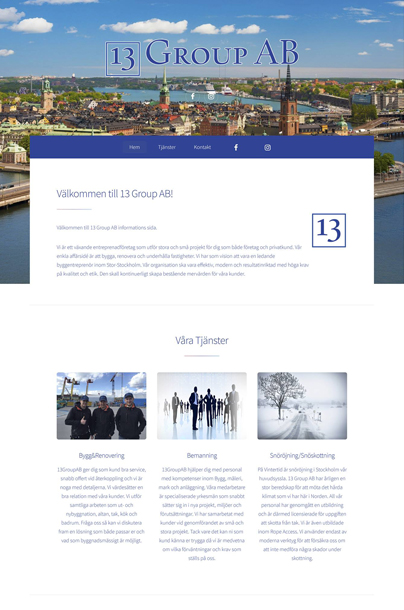 13 GROUP AB
Hem Tjänster Kontakt
Välkommen till 13 Group AB!
Välkommen till 13 Group AB informations sida.
13
Vi är ett växande entreprenadföretag som utför stora och små projekt för dig som både företag och privatkund. Vår
enkla affärsidé är att bygga, renovera och underhålla fastigheter. Vi har som vision att vara en ledande
byggentreprenör inom Stor-Stockholm. Vår organisation ska vara effektiv, modern och resultatinriktad med höga krav
på kvalitet och etik. Den skall kontinuerligt skapa bestående mervärden för våra kunder.
Våra Tjänster
Bygg&Renovering
13GroupAB ger dig som kund bra service,
snabb offert vid återkoppling och vi är
noga med detaljerna. Vi värdesätter en
bra relation med våra kunder. Vi utför
samtliga arbeten som ut- och
nybyggnation, altan, tak, kök och
badrum. Fråga oss så kan vi diskutera
fram en lösning som både passar er och
vad som byggnadsmässigt är möjligt.
Bemanning
13GroupAB hjälper dig med personal
med kompetenser inom Bygg, måleri,
mark och anläggning. Våra medarbetare
är specialiserade yrkesmän som snabbt
sätter sig in i nya projekt, miljöer och
förutsättningar. Vi har samarbetat med
kunder vid genomförandet av små och
stora projekt. Tack vare det kan ni som
kund känna er trygga då vi är medvetna
om vilka förväntningar och krav som
ställs på oss.
Snöröjning/Snöskottning
På Vintertid är snöröjning i Stockholm vår
huvudsyssla. 13 Group AB har årligen en
stor beredskap för att möta det hårda
klimat som vi har här i Norden. All vår
personal har genomgått en utbildning
och är därmed licensierade för uppgiften
att skotta från tak. Vi är även utbildade
inom Rope Access. Vi använder endast av
moderna verktyg för att försäkra oss om
att inte medföra några skador under
skottning.